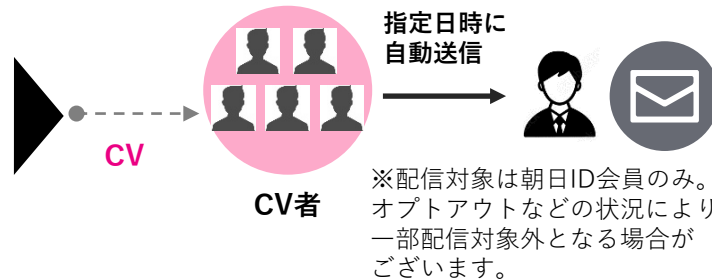 指定日時に
自動送信
CV
CV者
※配信対象は朝日ID会員のみ。
オプトアウトなどの状況により
一部配信対象外となる場合が
ございます。